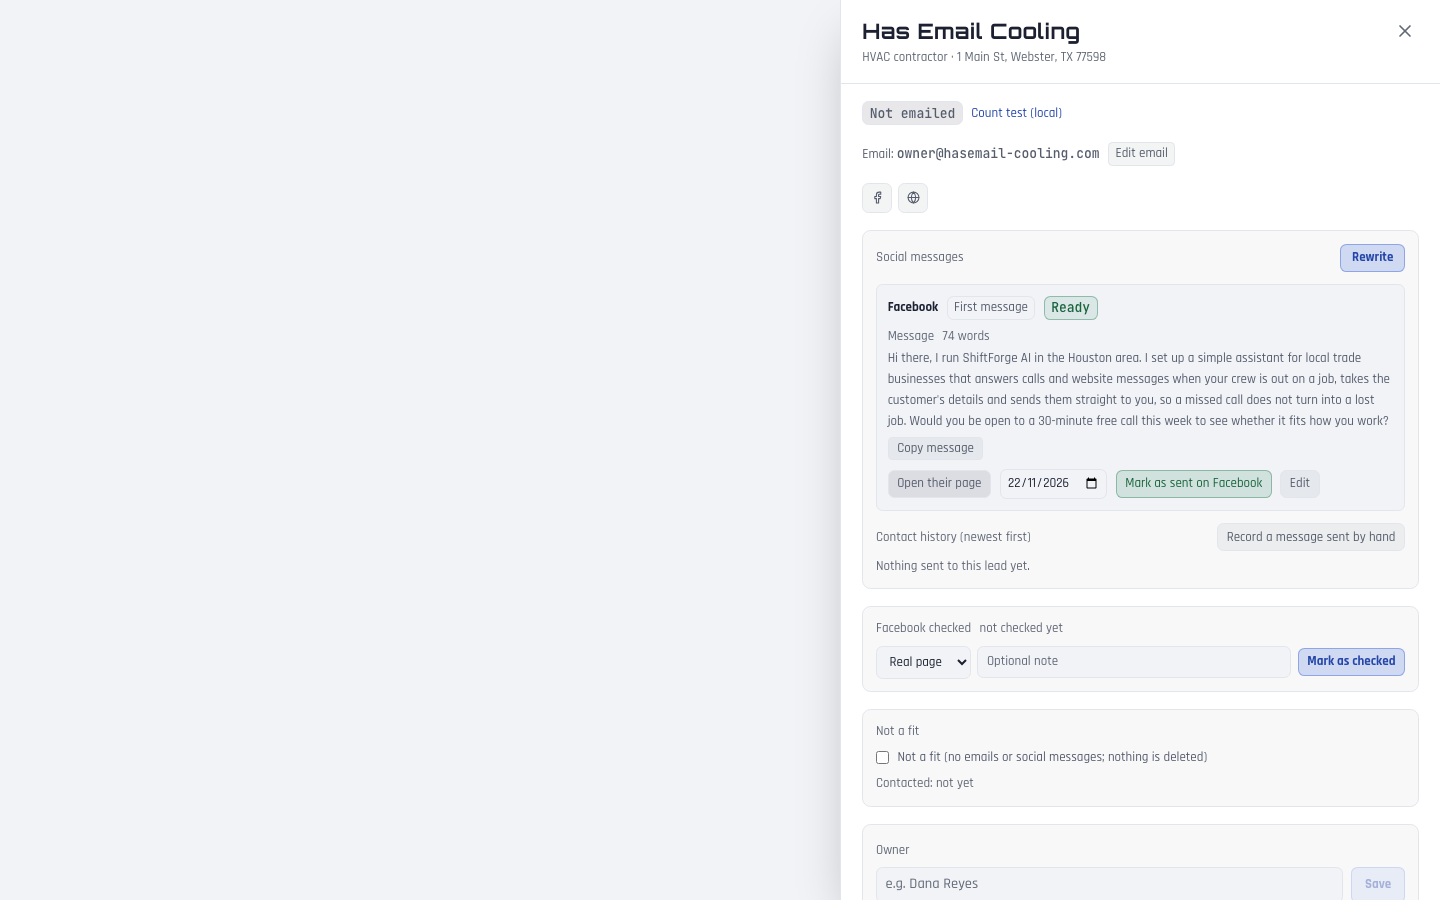 Has Email Cooling
HVAC contractor · 1 Main St, Webster, TX 77598
Not emailed Count test (local)
Email: owner@hasemail-cooling.com Edit email
Social messages Rewrite
Facebook First message Ready
Message 74 words
Hi there, I run ShiftForge AI in the Houston area. I set up a simple assistant for local trade
businesses that answers calls and website messages when your crew is out on a job, takes the
customer's details and sends them straight to you, so a missed call does not turn into a lost
job. Would you be open to a 30-minute free call this week to see whether it fits how you work?
Copy message
Open their page 22/11/2026 Mark as sent on Facebook Edit
Contact history (newest first) Record a message sent by hand
Nothing sent to this lead yet.
Facebook checked not checked yet
Real page Optional note Mark as checked
Not a fit
Not a fit (no emails or social messages; nothing is deleted)
Contacted: not yet
Owner
e.g. Dana Reyes Save